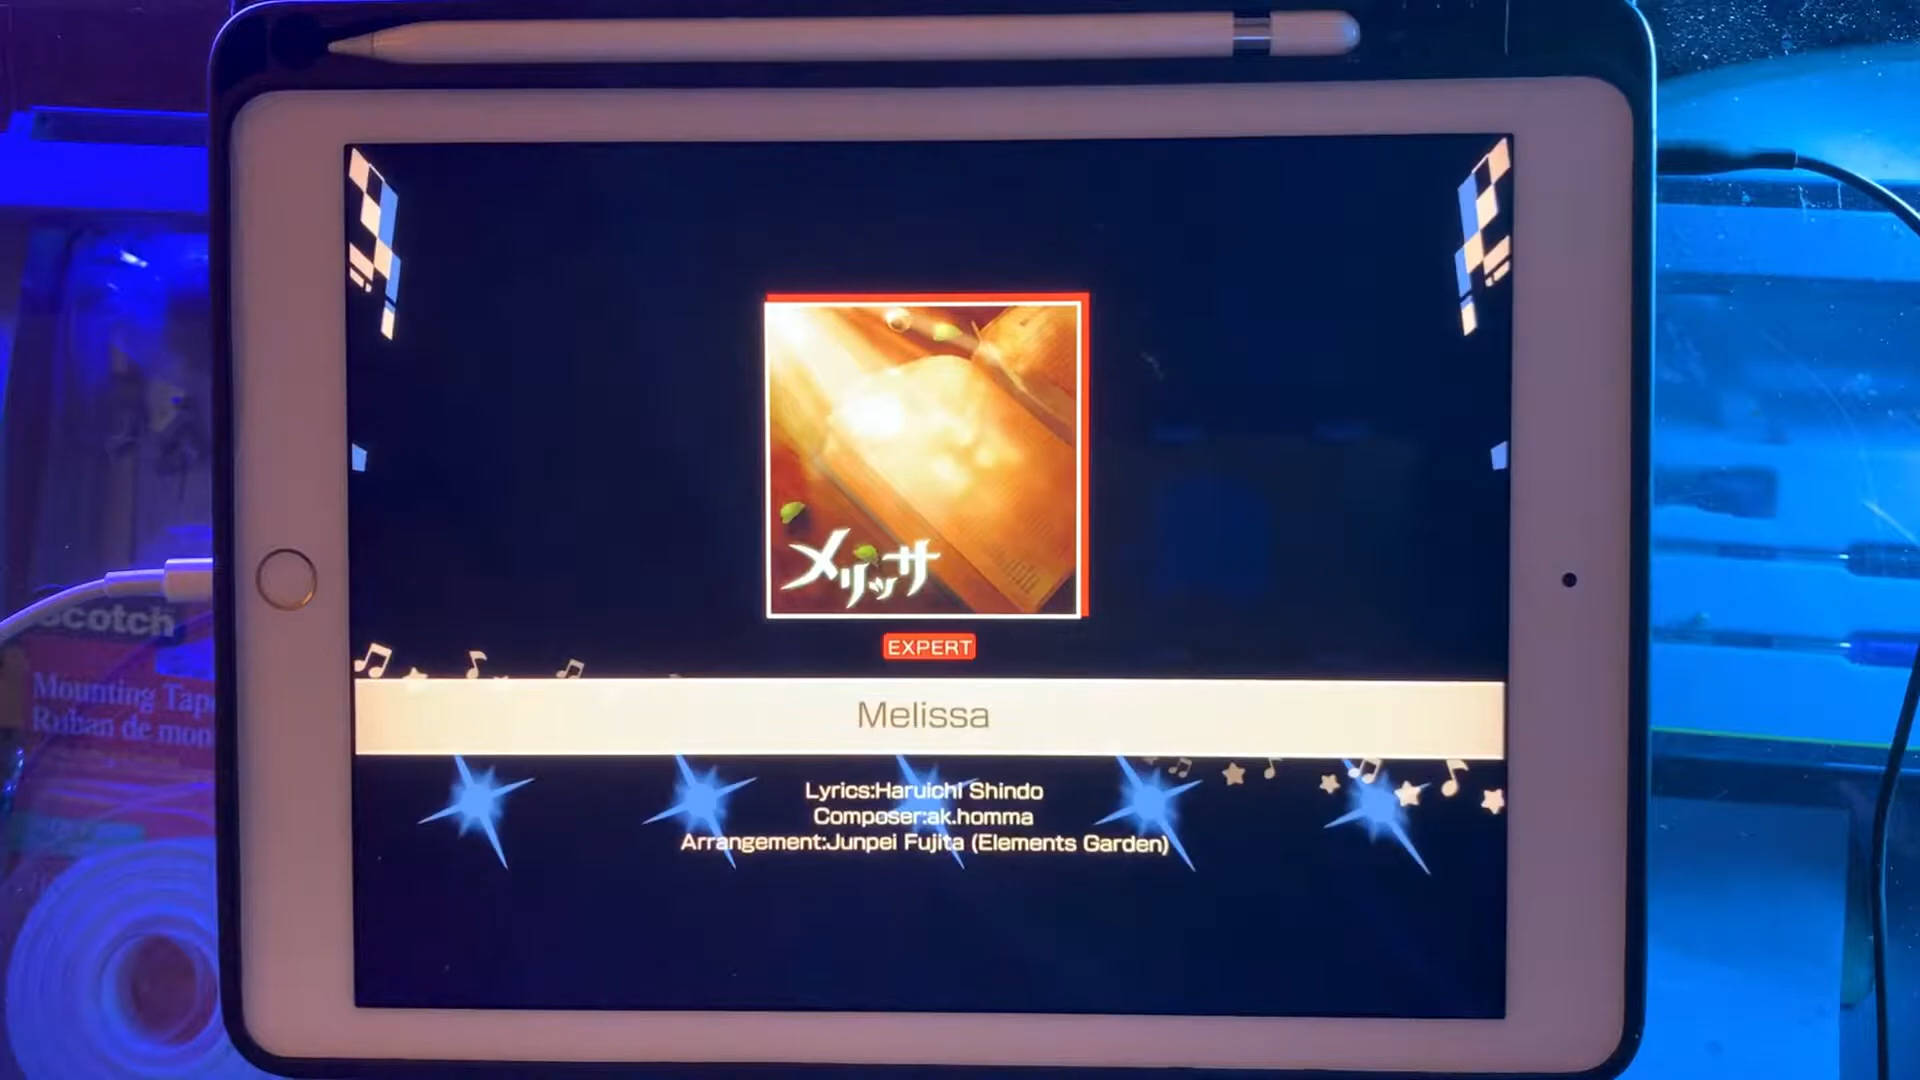 メリッサ
EXPERT
Melissa
Lyrics:Haruichi Shindo
Composer:ak.homma
Arrangement:Junpei Fujita (Elements Garden)
Scotch
Mounting Tape
Ruban de mon